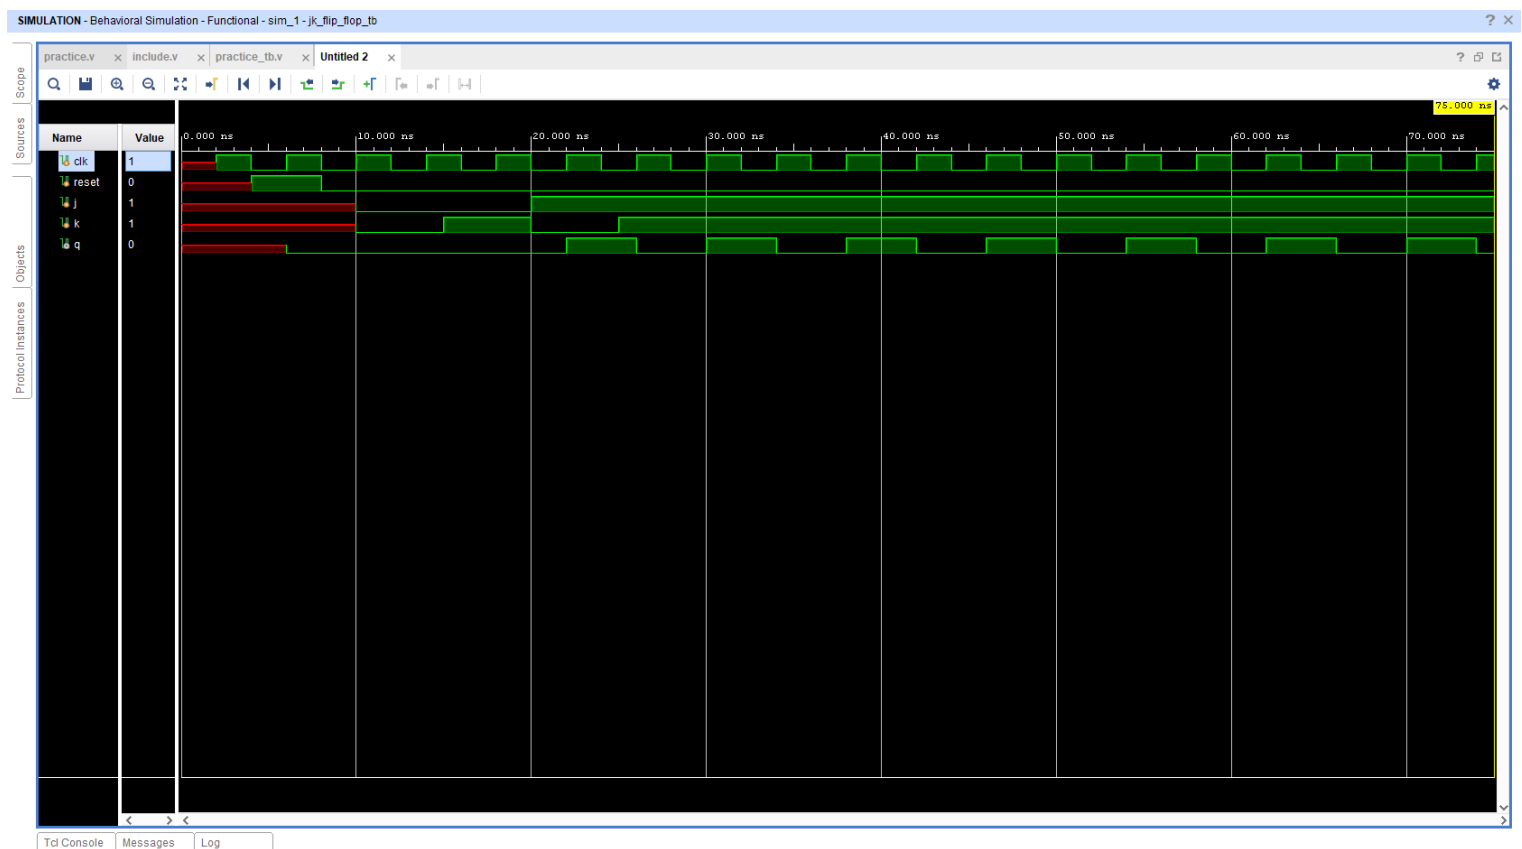 SIMULATION - Behavioral Simulation - Functional - sim_1 - jk_flip_flop_tb
practice.v include.v practice_tb.v Untitled 2
Scope
Sources
Objects
Protocol Instances
75.000 ns
Name Value
0.000 ns 10.000 ns 20.000 ns 30.000 ns 40.000 ns 50.000 ns 60.000 ns 70.000 ns
clk 1
reset 0
j 1
k 1
q 0
Tcl Console Messages Log